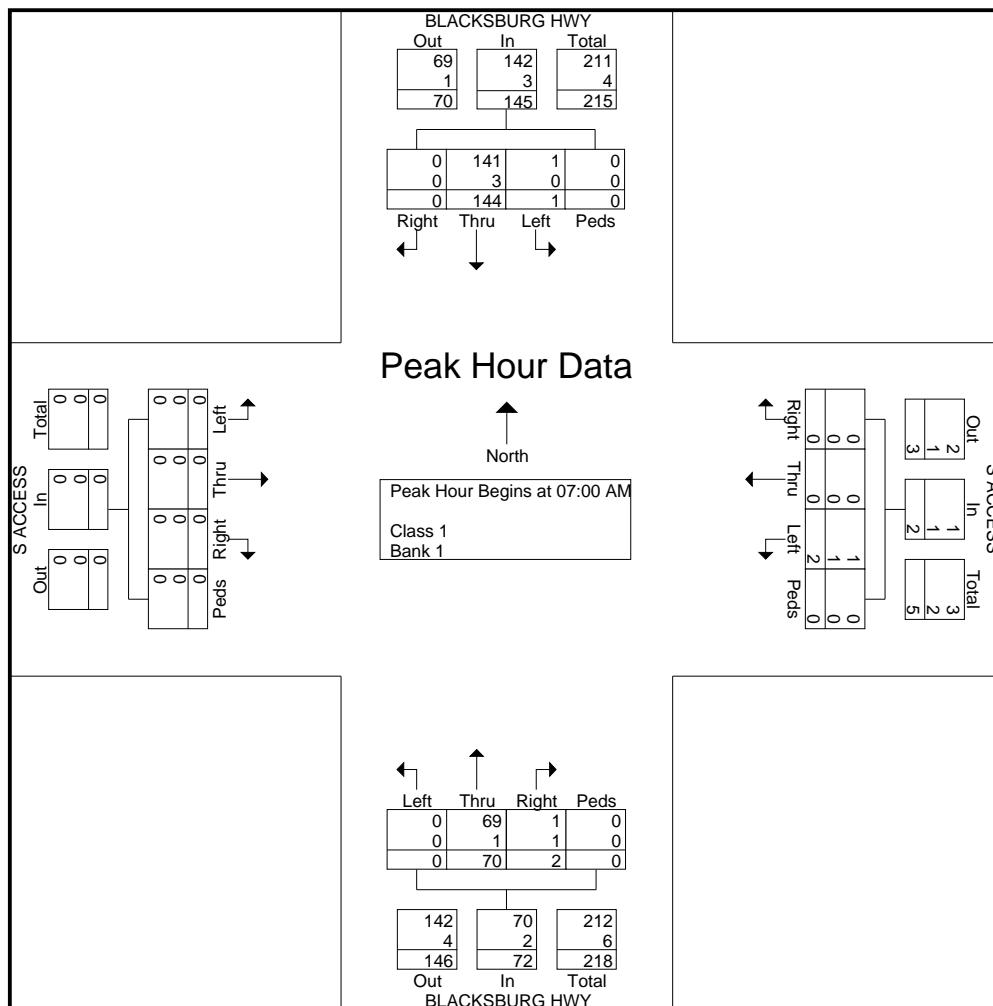 BLACKSBURG HWY
Out In Total
69 142 211
1 3 4
70 145 215
0 141 1 0
0 3 0 0
0 144 1 0
Right Thru Left Peds
Peak Hour Data
North
Peak Hour Begins at 07:00 AM
Class 1
Bank 1
S ACCESS
Out In Total
0 0 0
0 0 0
0 0 0
Left Thru Right Peds
0 0 0 0
0 0 0 0
0 0 0 0
S ACCESS
Out In Total
2 1 3
1 1 2
3 2 5
Right Thru Left Peds
0 0 1 0
0 0 1 0
0 0 2 0
Left Thru Right Peds
0 69 1 0
0 1 1 0
0 70 2 0
142 70 212
4 2 6
146 72 218
Out In Total
BLACKSBURG HWY